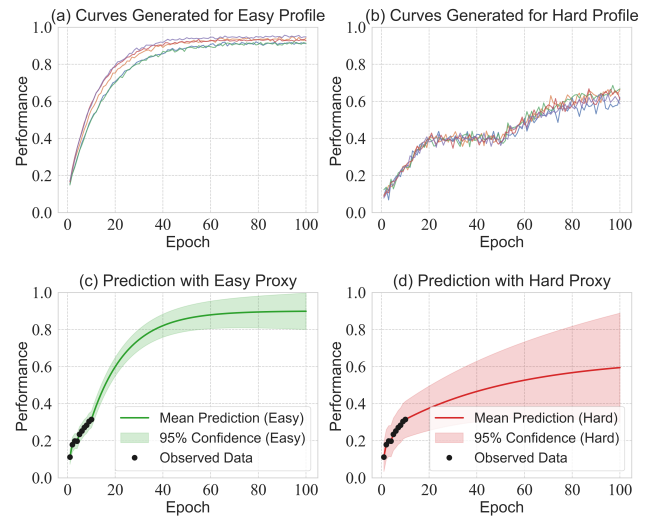 (a) Curves Generated for Easy Profile
(b) Curves Generated for Hard Profile
1.0
0.8
0.6
0.4
0.2
0.0
Performance
0 20 40 60 80 100
Epoch
1.0
0.8
0.6
0.4
0.2
0.0
Performance
0 20 40 60 80 100
Epoch
(c) Prediction with Easy Proxy
(d) Prediction with Hard Proxy
1.0
0.8
0.6
0.4
0.2
0.0
Performance
Mean Prediction (Easy)
95% Confidence (Easy)
Observed Data
0 20 40 60 80 100
Epoch
1.0
0.8
0.6
0.4
0.2
0.0
Performance
Mean Prediction (Hard)
95% Confidence (Hard)
Observed Data
0 20 40 60 80 100
Epoch